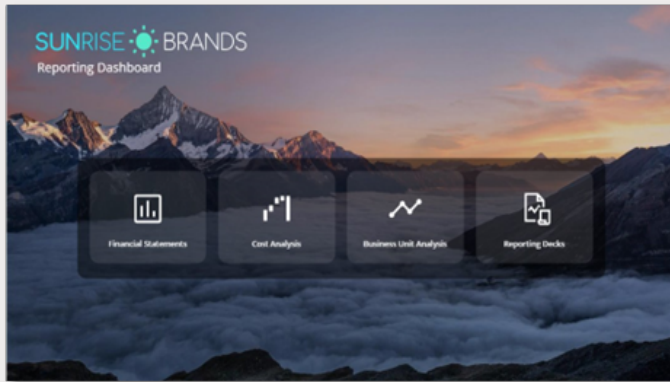 SUNRISE BRANDS
Reporting Dashboard
Financial Statements
Cost Analysis
Business Unit Analysis
Reporting Decks